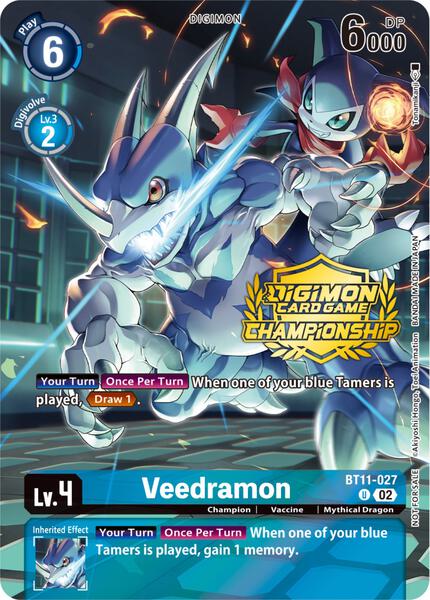 DIGIMON
Play
6
DP
6000
Digivolve
Lv.3
2
Tonamikanji
DIGIMON
CARD GAME
CHAMPIONSHIP
Your Turn Once Per Turn When one of your blue Tamers is
played, Draw 1.
NOT FOR SALE ©Akiyoshi Hongo, Toei Animation BANDAI MADE IN JAPAN
Lv.4
Veedramon
BT11-027
U 02
Champion | Vaccine | Mythical Dragon
Inherited Effect
Your Turn Once Per Turn When one of your blue
Tamers is played, gain 1 memory.